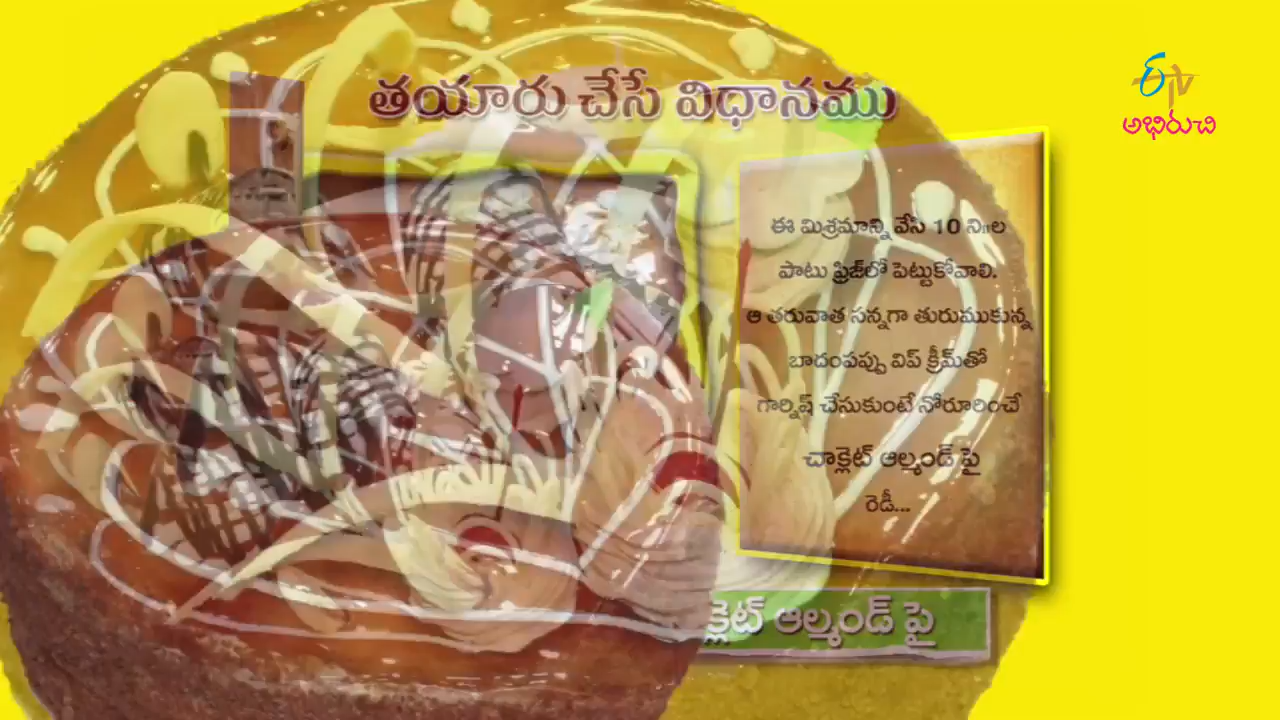 తయారు చేసే విధానము
ETV
అభిరుచి
ఈ మిశ్రమాన్ని వేసి 10 నిఃల
పాటు ఫ్రిజ్‌లో పెట్టుకోవాలి.
ఆ తరువాత సన్నగా తురుముకున్న
బాదంపప్పు విప్ క్రీమ్‌తో
గార్నిష్ చేసుకుంటే నోరూరించే
చాక్లెట్ ఆల్మండ్ పై
రెడీ...
క్లెట్ ఆల్మండ్ పై